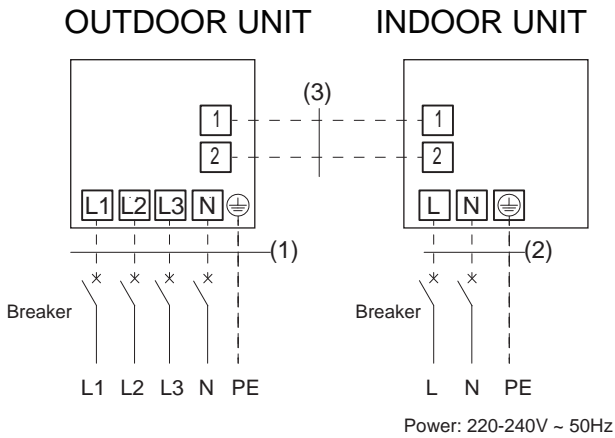 OUTDOOR UNIT INDOOR UNIT
(3)
1 1
2 2
L1 L2 L3 N L N
(1) (2)
Breaker Breaker
L1 L2 L3 N PE L N PE
Power: 220-240V ~ 50Hz